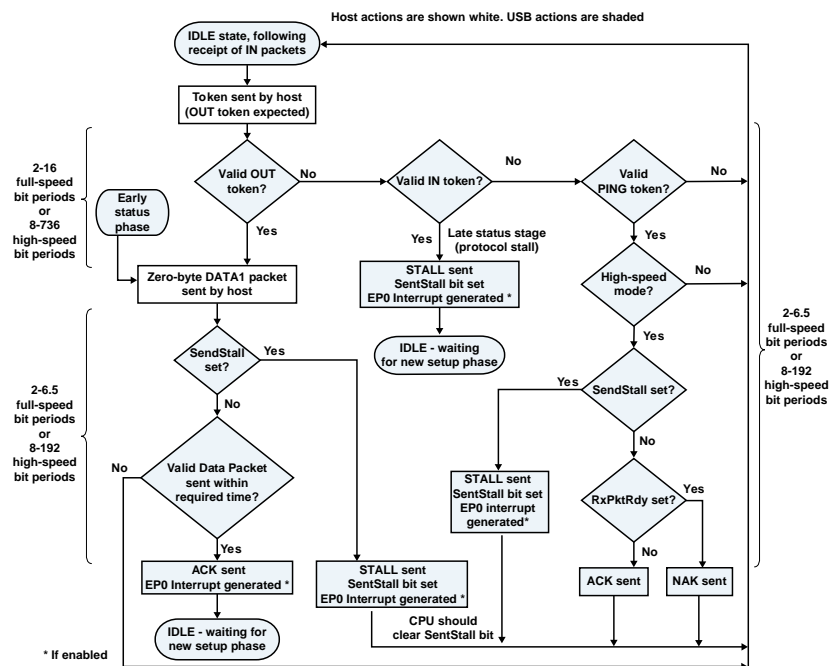 Host actions are shown white. USB actions are shaded
IDLE state, following
receipt of IN packets
Token sent by host
(OUT token expected)
2-16
full-speed
bit periods
or
8-736
high-speed
bit periods
Early
status
phase
Valid OUT
token?
No
Valid IN token?
No
Valid
PING token?
No
Yes
Yes
Late status stage
(protocol stall)
Yes
Zero-byte DATA1 packet
sent by host
STALL sent
SentStall bit set
EP0 Interrupt generated *
High-speed
mode?
No
IDLE - waiting
for new setup phase
Yes
2-6.5
full-speed
bit periods
or
8-192
high-speed
bit periods
2-6.5
full-speed
bit periods
or
8-192
high-speed
bit periods
SendStall
set?
Yes
No
Yes
SendStall set?
No
No
Valid Data Packet
sent within
required time?
Yes
STALL sent
SentStall bit set
EP0 interrupt
generated*
RxPktRdy set?
Yes
No
ACK sent
EP0 Interrupt generated *
STALL sent
SentStall bit set
EP0 Interrupt generated *
ACK sent
NAK sent
IDLE - waiting for
new setup phase
CPU should
clear SentStall bit
* If enabled